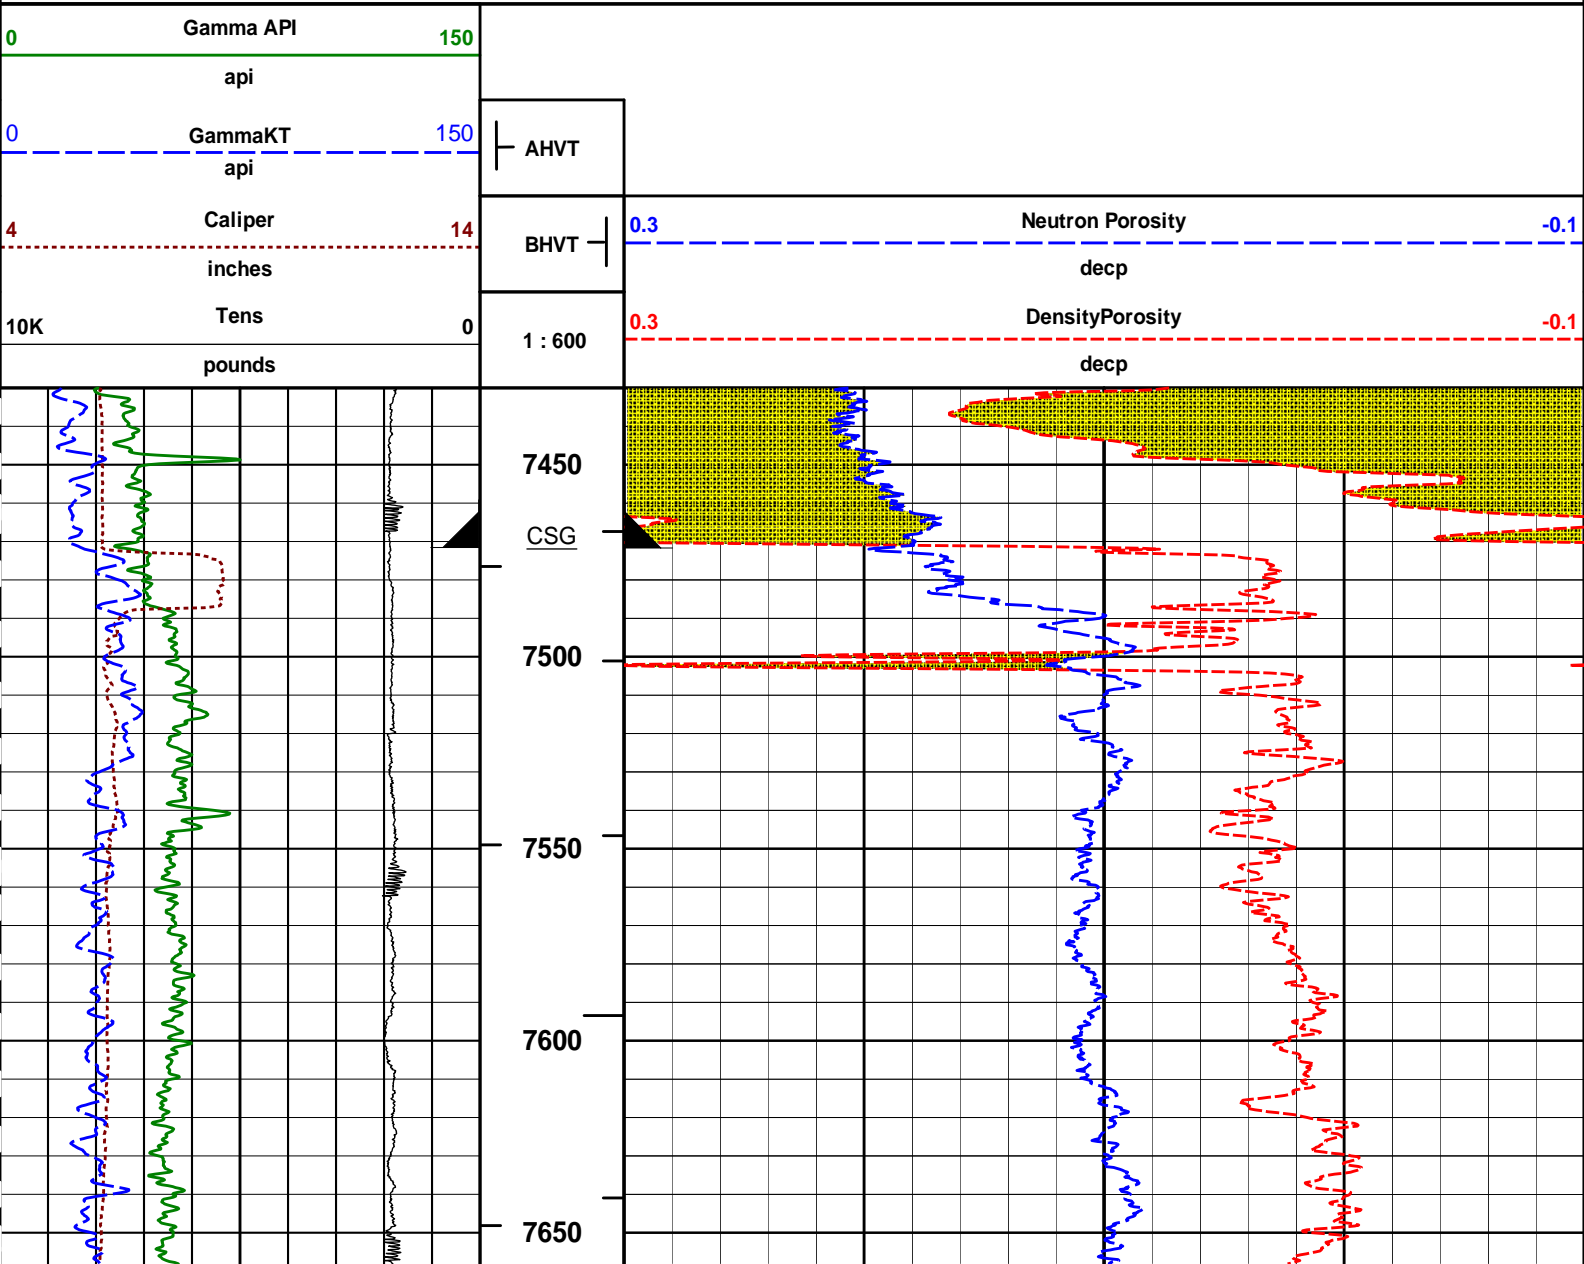 Gamma API
0 150
api
GammaKT
0 150
api
AHVT
Caliper
4 14
inches
BHVT
Neutron Porosity
0.3 -0.1
decp
Tens
10K 0
pounds
1 : 600
DensityPorosity
0.3 -0.1
decp
7450
CSG
7500
7550
7600
7650